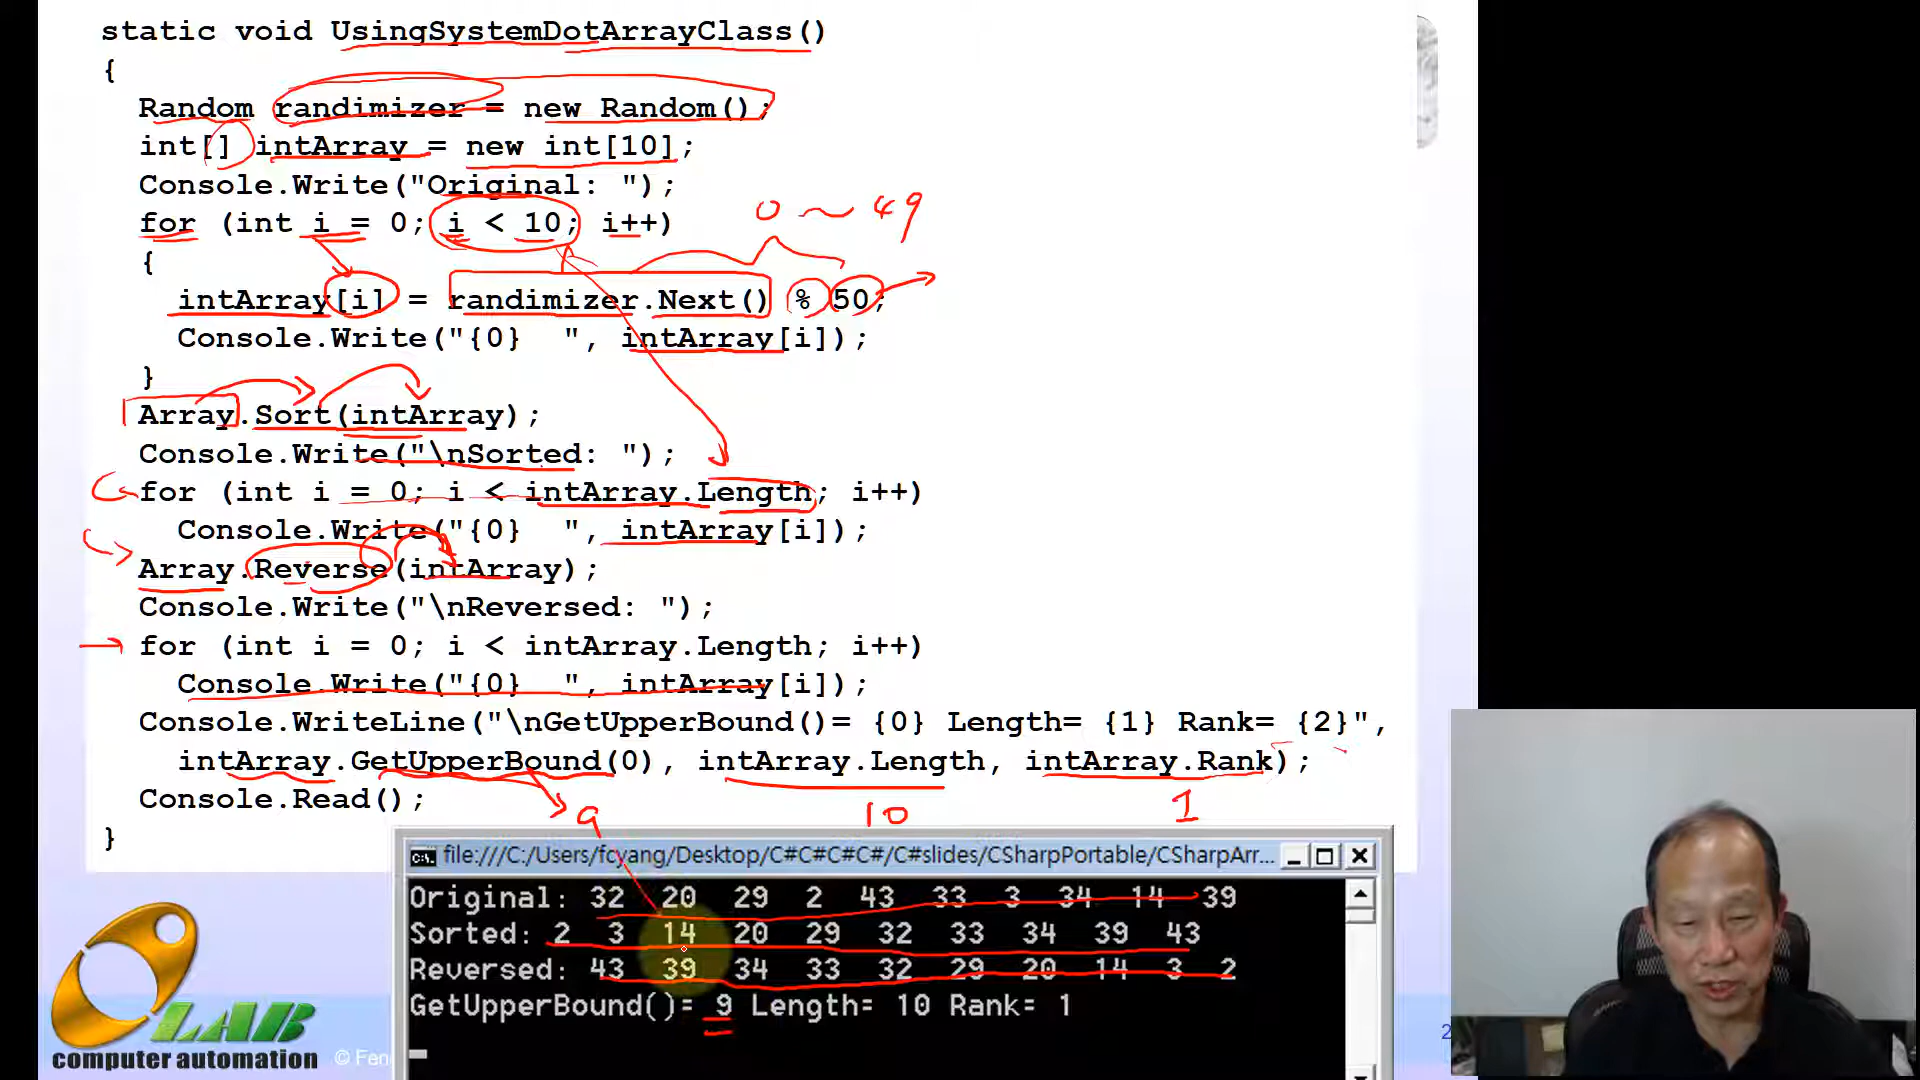 static void UsingSystemDotArrayClass()
{
Random randimizer = new Random();
int[] intArray = new int[10];
Console.Write("Original: ");
for (int i = 0; i < 10; i++)
0 ~ 49
{
intArray[i] = randimizer.Next() % 50;
Console.Write("{0}  ", intArray[i]);
}
Array.Sort(intArray);
Console.Write("\nSorted: ");
for (int i = 0; i < intArray.Length; i++)
Console.Write("{0}  ", intArray[i]);
Array.Reverse(intArray);
Console.Write("\nReversed: ");
for (int i = 0; i < intArray.Length; i++)
Console.Write("{0}  ", intArray[i]);
Console.WriteLine("\nGetUpperBound()= {0} Length= {1} Rank= {2}",
intArray.GetUpperBound(0), intArray.Length, intArray.Rank);
Console.Read();
9 10 1
}
file:///C:/Users/fcyang/Desktop/C#C#C#C#/C#slides/CSharpPortable/CSharpArr...
Original: 32 20 29 2 43 33 3 34 14 39
Sorted: 2 3 14 20 29 32 33 34 39 43
Reversed: 43 39 34 33 32 29 20 14 3 2
GetUpperBound()= 9 Length= 10 Rank= 1
LAB
computer automation
©
2